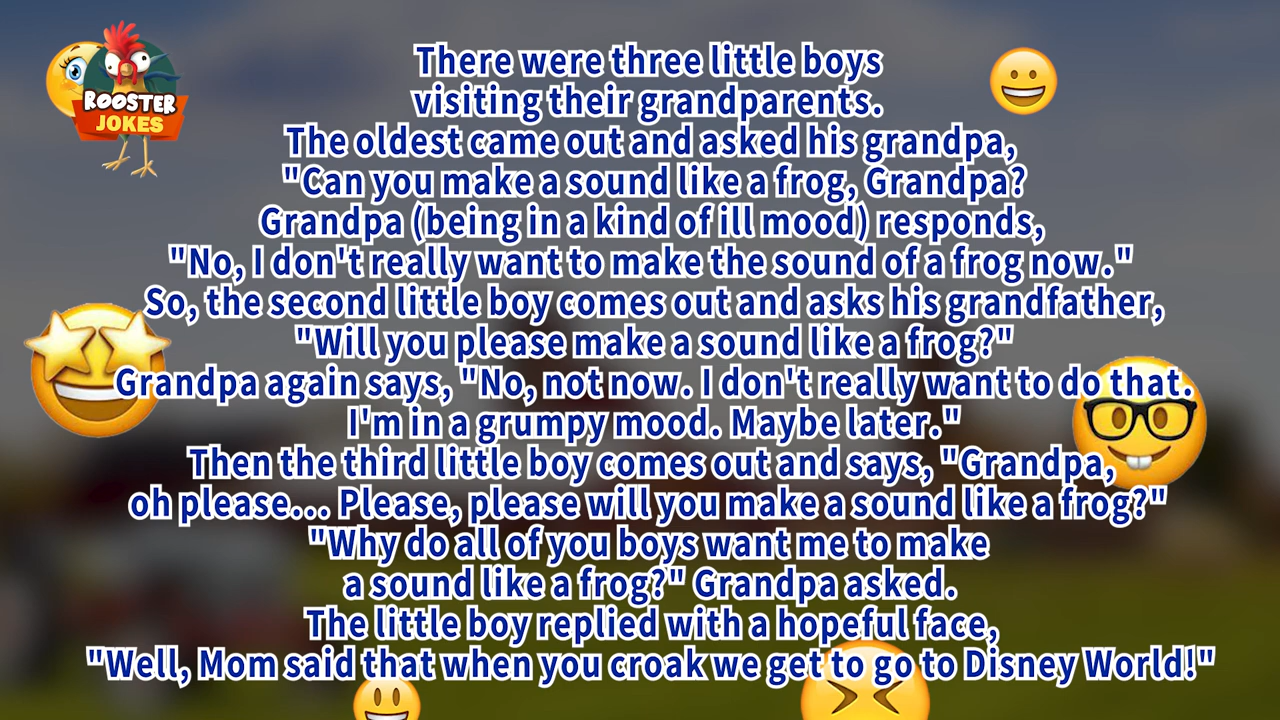 ROOSTER
JOKES
There were three little boys
visiting their grandparents.
The oldest came out and asked his grandpa,
"Can you make a sound like a frog, Grandpa?
Grandpa (being in a kind of ill mood) responds,
"No, I don't really want to make the sound of a frog now."
So, the second little boy comes out and asks his grandfather,
"Will you please make a sound like a frog?"
Grandpa again says, "No, not now. I don't really want to do that.
I'm in a grumpy mood. Maybe later."
Then the third little boy comes out and says, "Grandpa,
oh please... Please, please will you make a sound like a frog?"
"Why do all of you boys want me to make
a sound like a frog?" Grandpa asked.
The little boy replied with a hopeful face,
"Well, Mom said that when you croak we get to go to Disney World!"